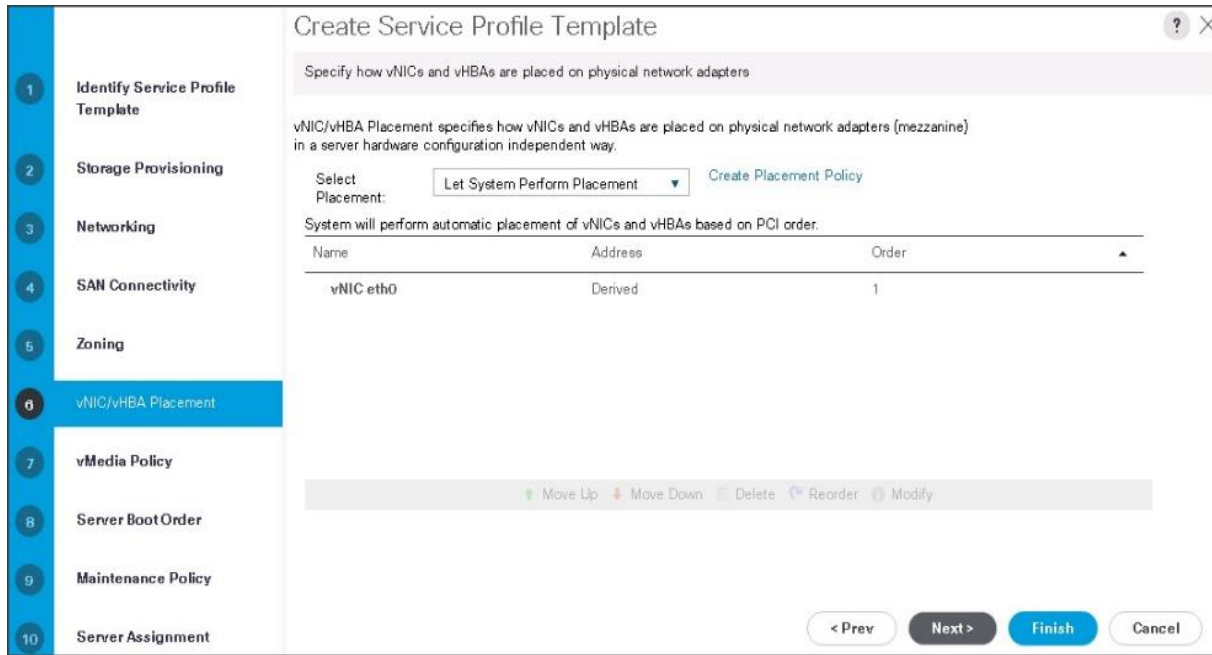 Create Service Profile Template
?
Specify how vNICs and vHBAs are placed on physical network adapters
1
Identify Service Profile
Template
2
Storage Provisioning
3
Networking
4
SAN Connectivity
5
Zoning
6
vNIC/vHBA Placement
7
vMedia Policy
8
Server Boot Order
9
Maintenance Policy
10
Server Assignment
vNIC/vHBA Placement specifies how vNICs and vHBAs are placed on physical network adapters (mezzanine)
in a server hardware configuration independent way.
Select
Placement:
Let System Perform Placement
Create Placement Policy
System will perform automatic placement of vNICs and vHBAs based on PCI order.
Name Address Order
vNIC eth0 Derived 1
Move Up Move Down Delete Reorder Modify
< Prev Next > Finish Cancel